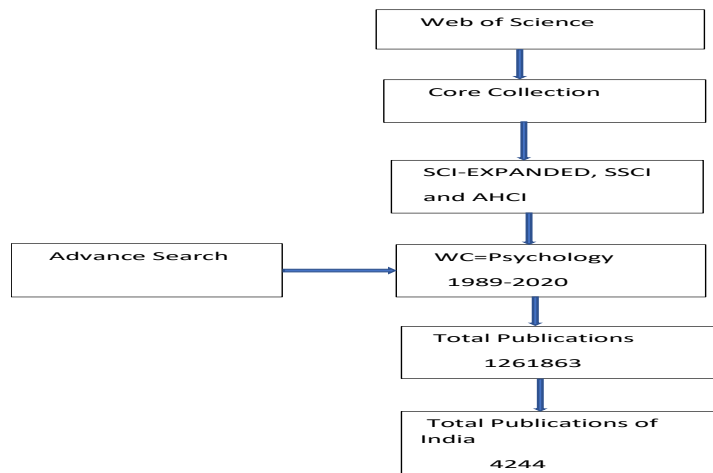 Web of Science
Core Collection
SCI-EXPANDED, SSCI
and AHCI
Advance Search
WC=Psychology
1989-2020
Total Publications
1261863
Total Publications of
India
4244